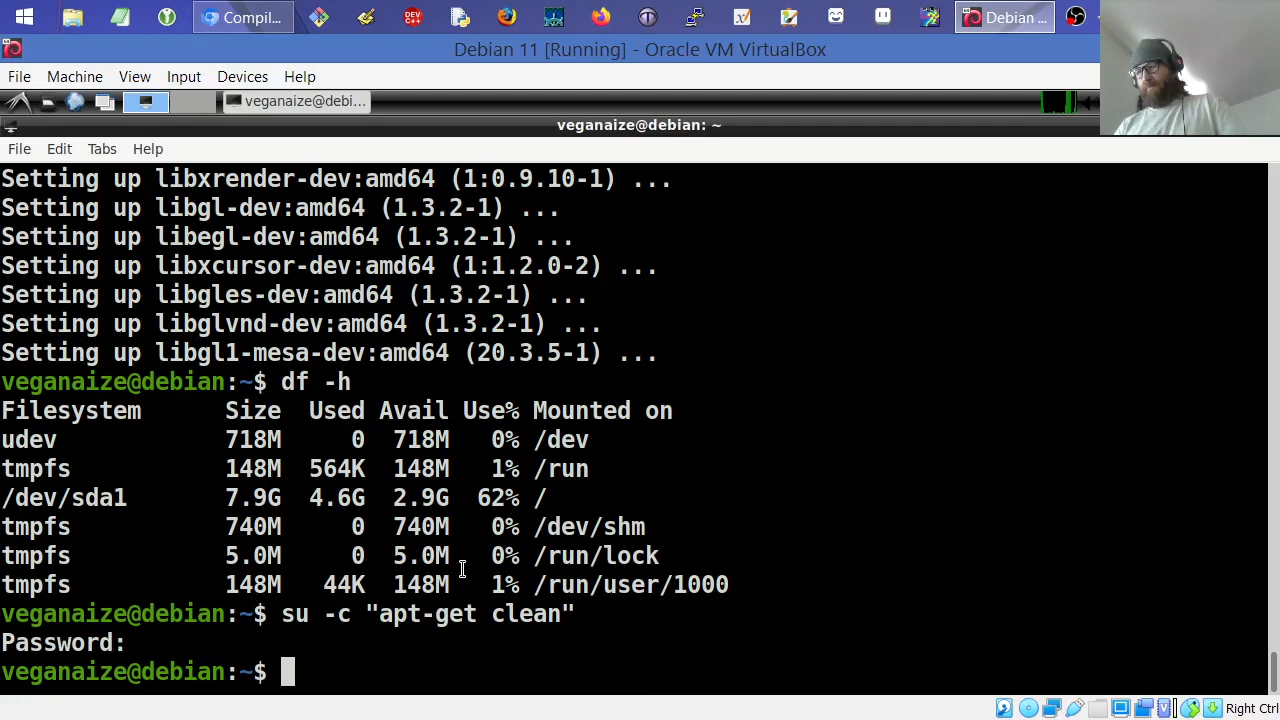 Compil...
Debian ...
Debian 11 [Running] - Oracle VM VirtualBox
File Machine View Input Devices Help
veganaize@debi...
veganaize@debian: ~
File Edit Tabs Help
Setting up libxrender-dev:amd64 (1:0.9.10-1) ...
Setting up libgl-dev:amd64 (1.3.2-1) ...
Setting up libegl-dev:amd64 (1.3.2-1) ...
Setting up libxcursor-dev:amd64 (1:1.2.0-2) ...
Setting up libgles-dev:amd64 (1.3.2-1) ...
Setting up libglvnd-dev:amd64 (1.3.2-1) ...
Setting up libgl1-mesa-dev:amd64 (20.3.5-1) ...
veganaize@debian:~$ df -h
Filesystem Size Used Avail Use% Mounted on
udev 718M 0 718M 0% /dev
tmpfs 148M 564K 148M 1% /run
/dev/sda1 7.9G 4.6G 2.9G 62% /
tmpfs 740M 0 740M 0% /dev/shm
tmpfs 5.0M 0 5.0M 0% /run/lock
tmpfs 148M 44K 148M 1% /run/user/1000
veganaize@debian:~$ su -c "apt-get clean"
Password:
veganaize@debian:~$
Right Ctrl